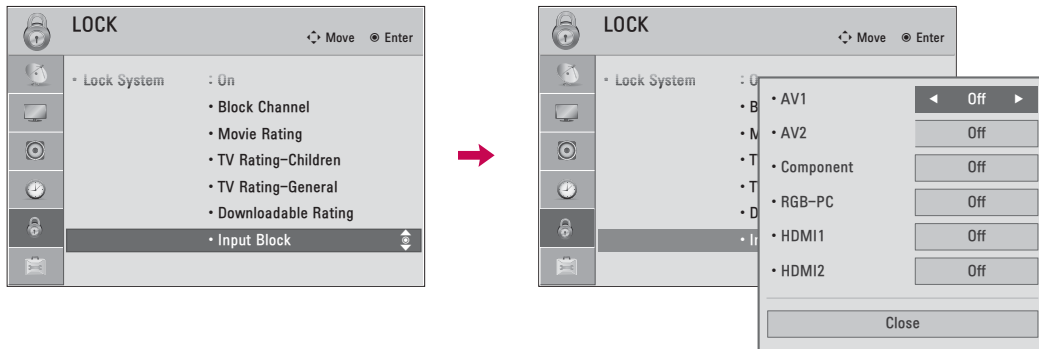 LOCK
Move Enter
• Lock System : On
• Block Channel
• Movie Rating
• TV Rating-Children
• TV Rating-General
• Downloadable Rating
• Input Block
LOCK
Move Enter
• Lock System
• AV1 ◀ Off ▶
• AV2 Off
• Component Off
• RGB-PC Off
• HDMI1 Off
• HDMI2 Off
Close